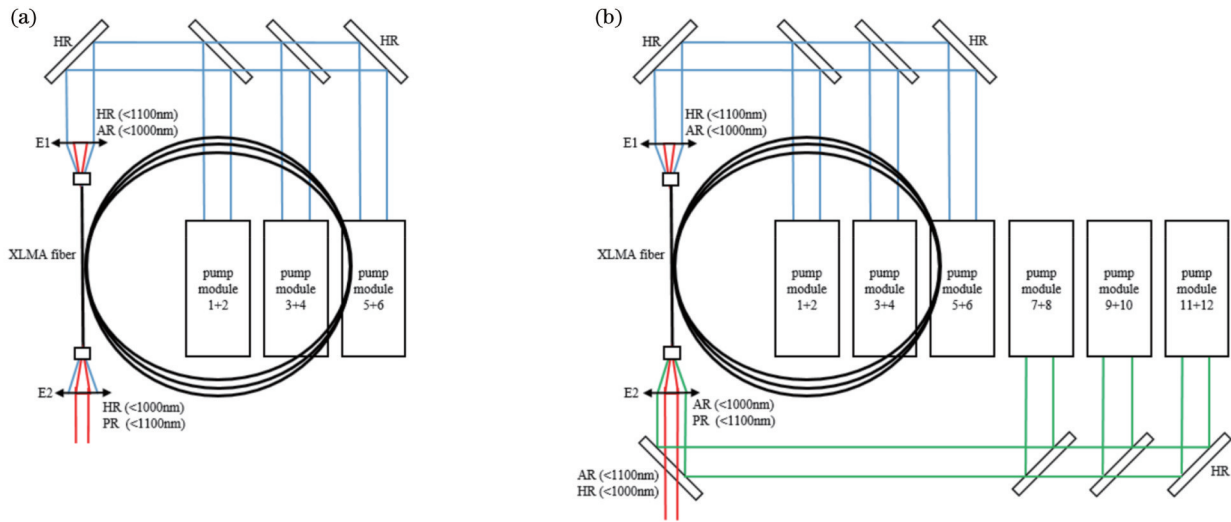 (a)
HR
HR
HR (<1100nm)
AR (<1000nm)
E1
XLMA fiber
pump
module
1+2
pump
module
3+4
pump
module
5+6
E2
HR (<1000nm)
PR (<1100nm)
(b)
HR
HR
HR (<1100nm)
AR (<1000nm)
E1
XLMA fiber
pump
module
1+2
pump
module
3+4
pump
module
5+6
pump
module
7+8
pump
module
9+10
pump
module
11+12
E2
AR (<1000nm)
PR (<1100nm)
AR (<1100nm)
HR (<1000nm)
HR